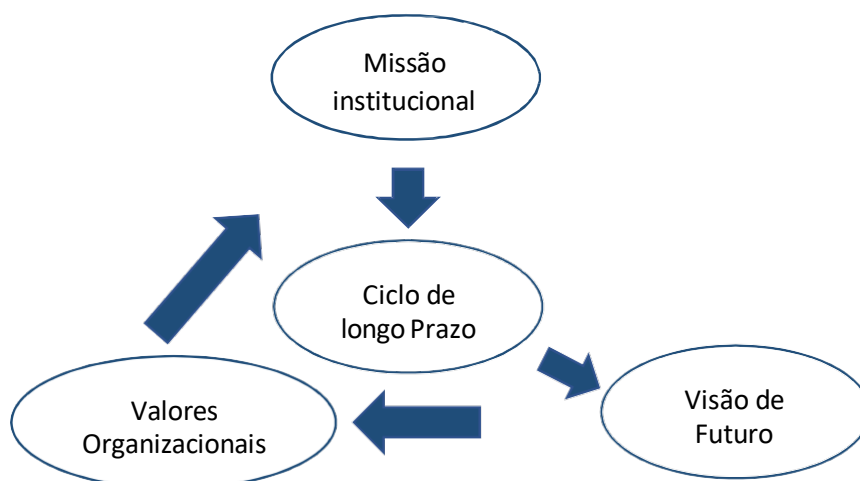 Missão
institucional
Ciclo de
longo Prazo
Valores
Organizacionais
Visão de
Futuro